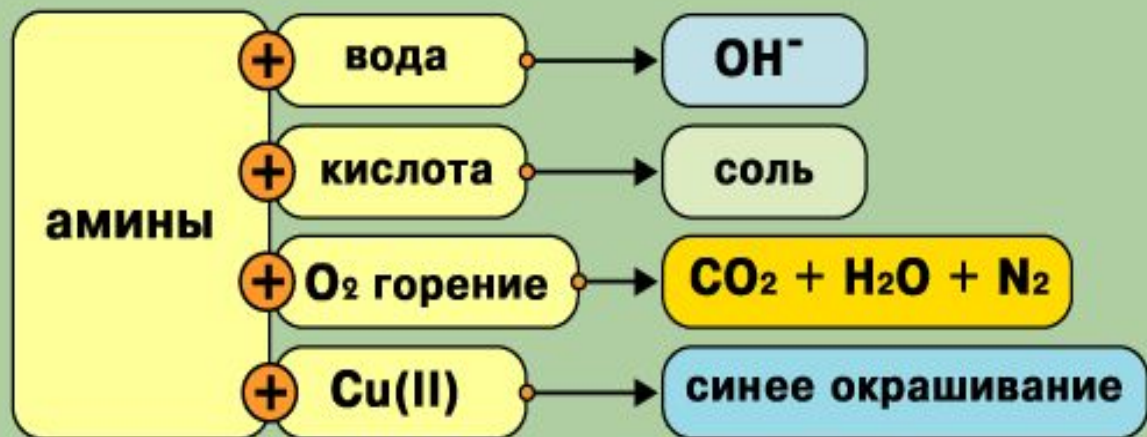 амины
+ вода → OH⁻
+ кислота → соль
+ O₂ горение → CO₂ + H₂O + N₂
+ Cu(II) → синее окрашивание